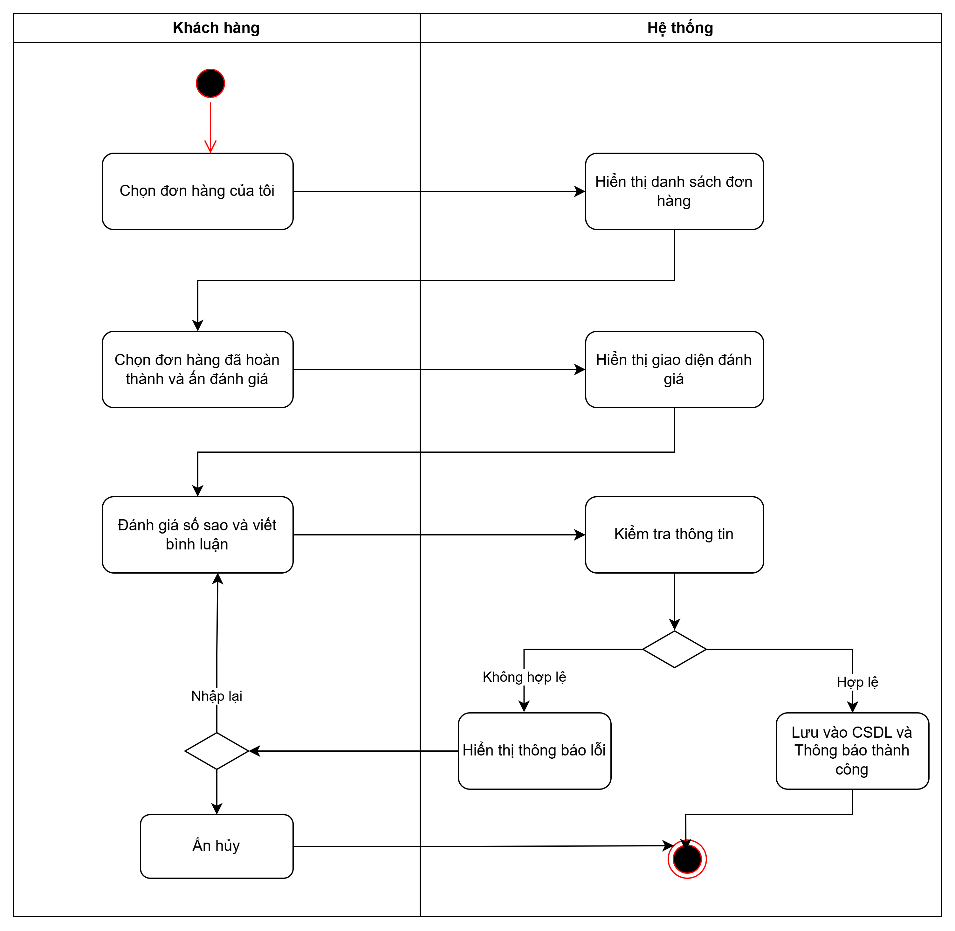 Khách hàng
Hệ thống
Chọn đơn hàng của tôi
Hiển thị danh sách đơn
hàng
Chọn đơn hàng đã hoàn
thành và ấn đánh giá
Hiển thị giao diện đánh
giá
Đánh giá số sao và viết
bình luận
Kiểm tra thông tin
Không hợp lệ
Hợp lệ
Nhập lại
Hiển thị thông báo lỗi
Lưu vào CSDL và
Thông báo thành
công
Ấn hủy